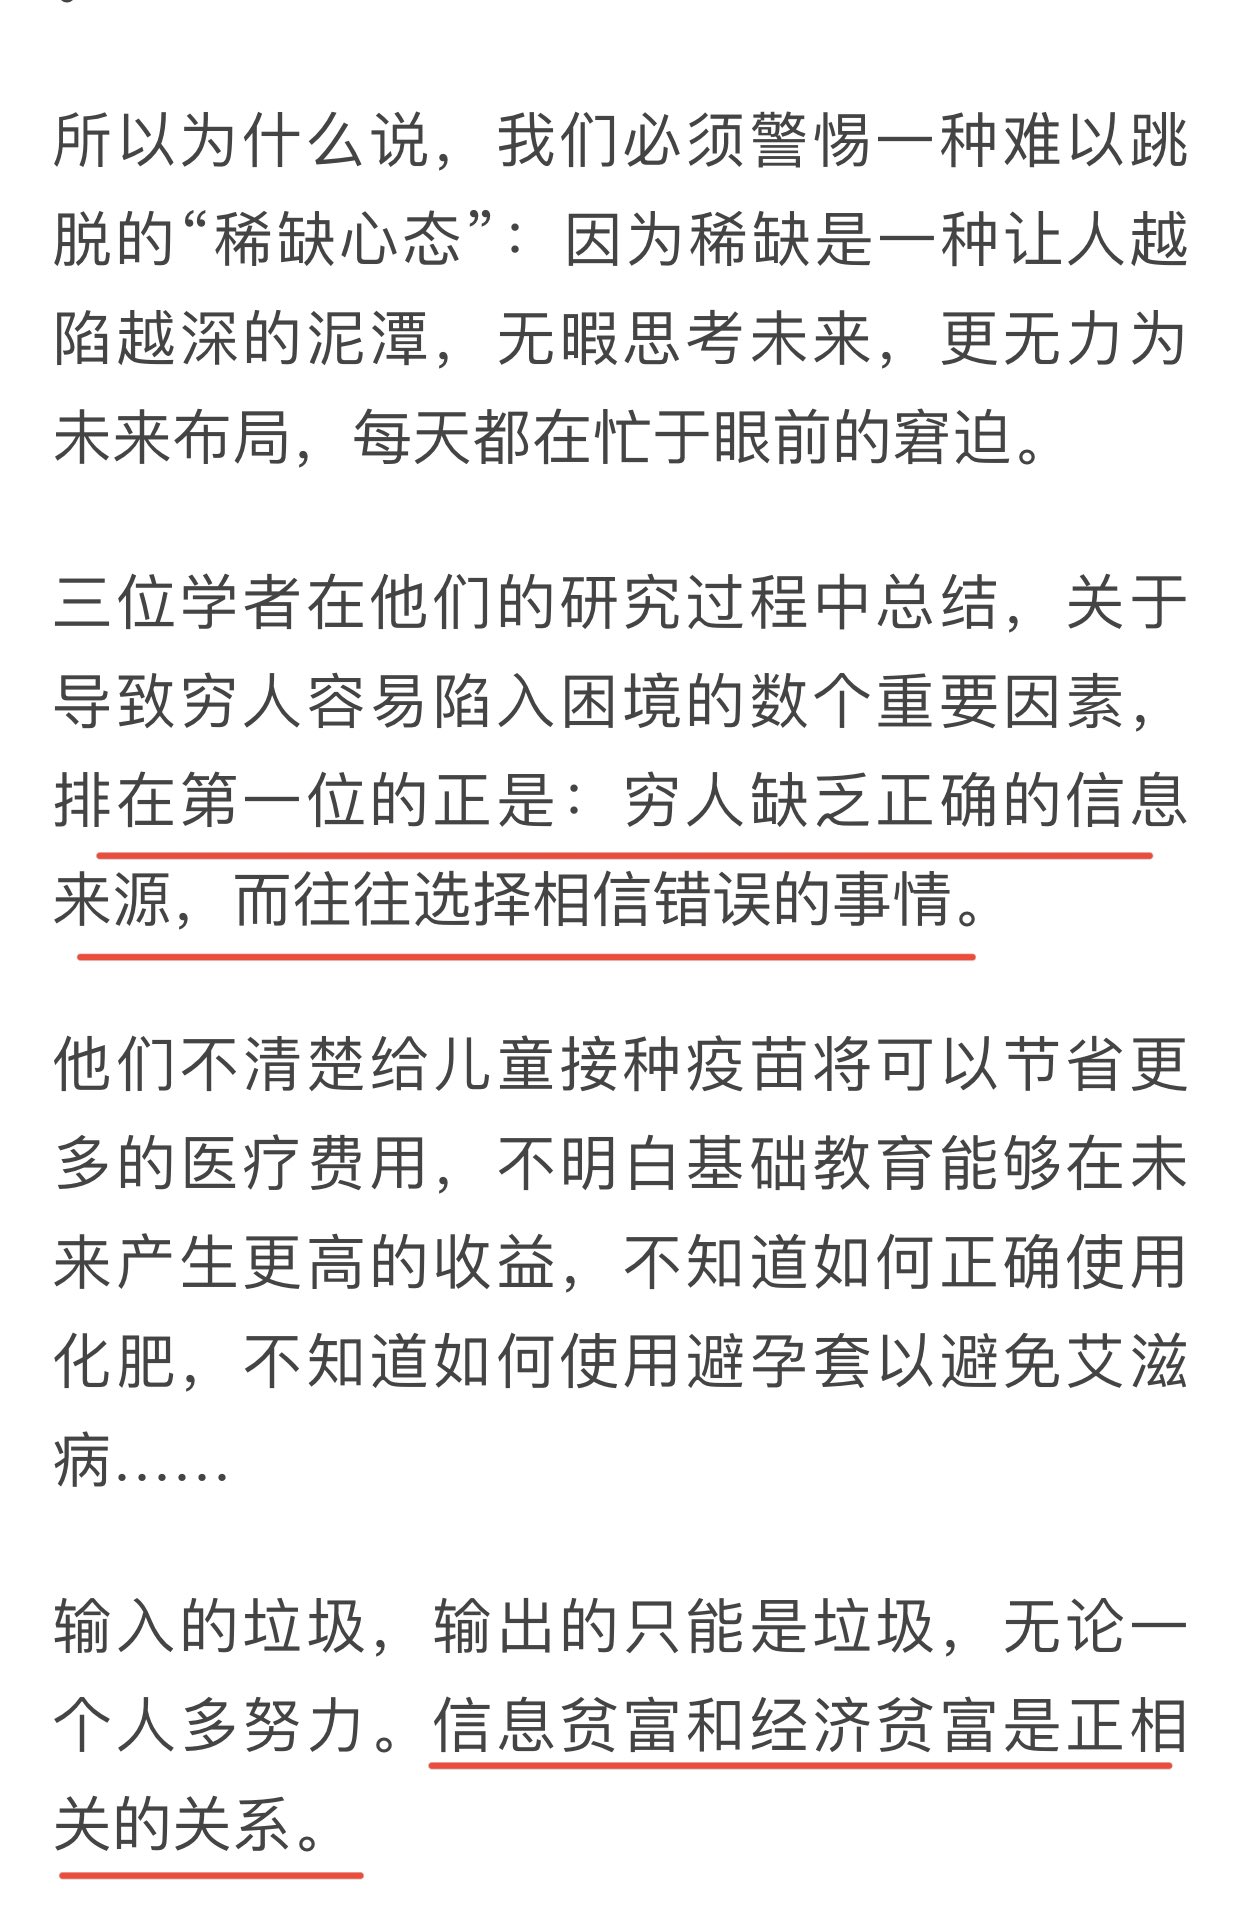 所以为什么说，我们必须警惕一种难以跳
脱的“稀缺心态”：因为稀缺是一种让人越
陷越深的泥潭，无暇思考未来，更无力为
未来布局，每天都在忙于眼前的窘迫。
三位学者在他们的研究过程中总结，关于
导致穷人容易陷入困境的数个重要因素，
排在第一位的正是：穷人缺乏正确的信息
来源，而往往选择相信错误的事情。
他们不清楚给儿童接种疫苗将可以节省更
多的医疗费用，不明白基础教育能够在未
来产生更高的收益，不知道如何正确使用
化肥，不知道如何使用避孕套以避免艾滋
病……
输入的垃圾，输出的只能是垃圾，无论一
个人多努力。信息贫富和经济贫富是正相
关的关系。